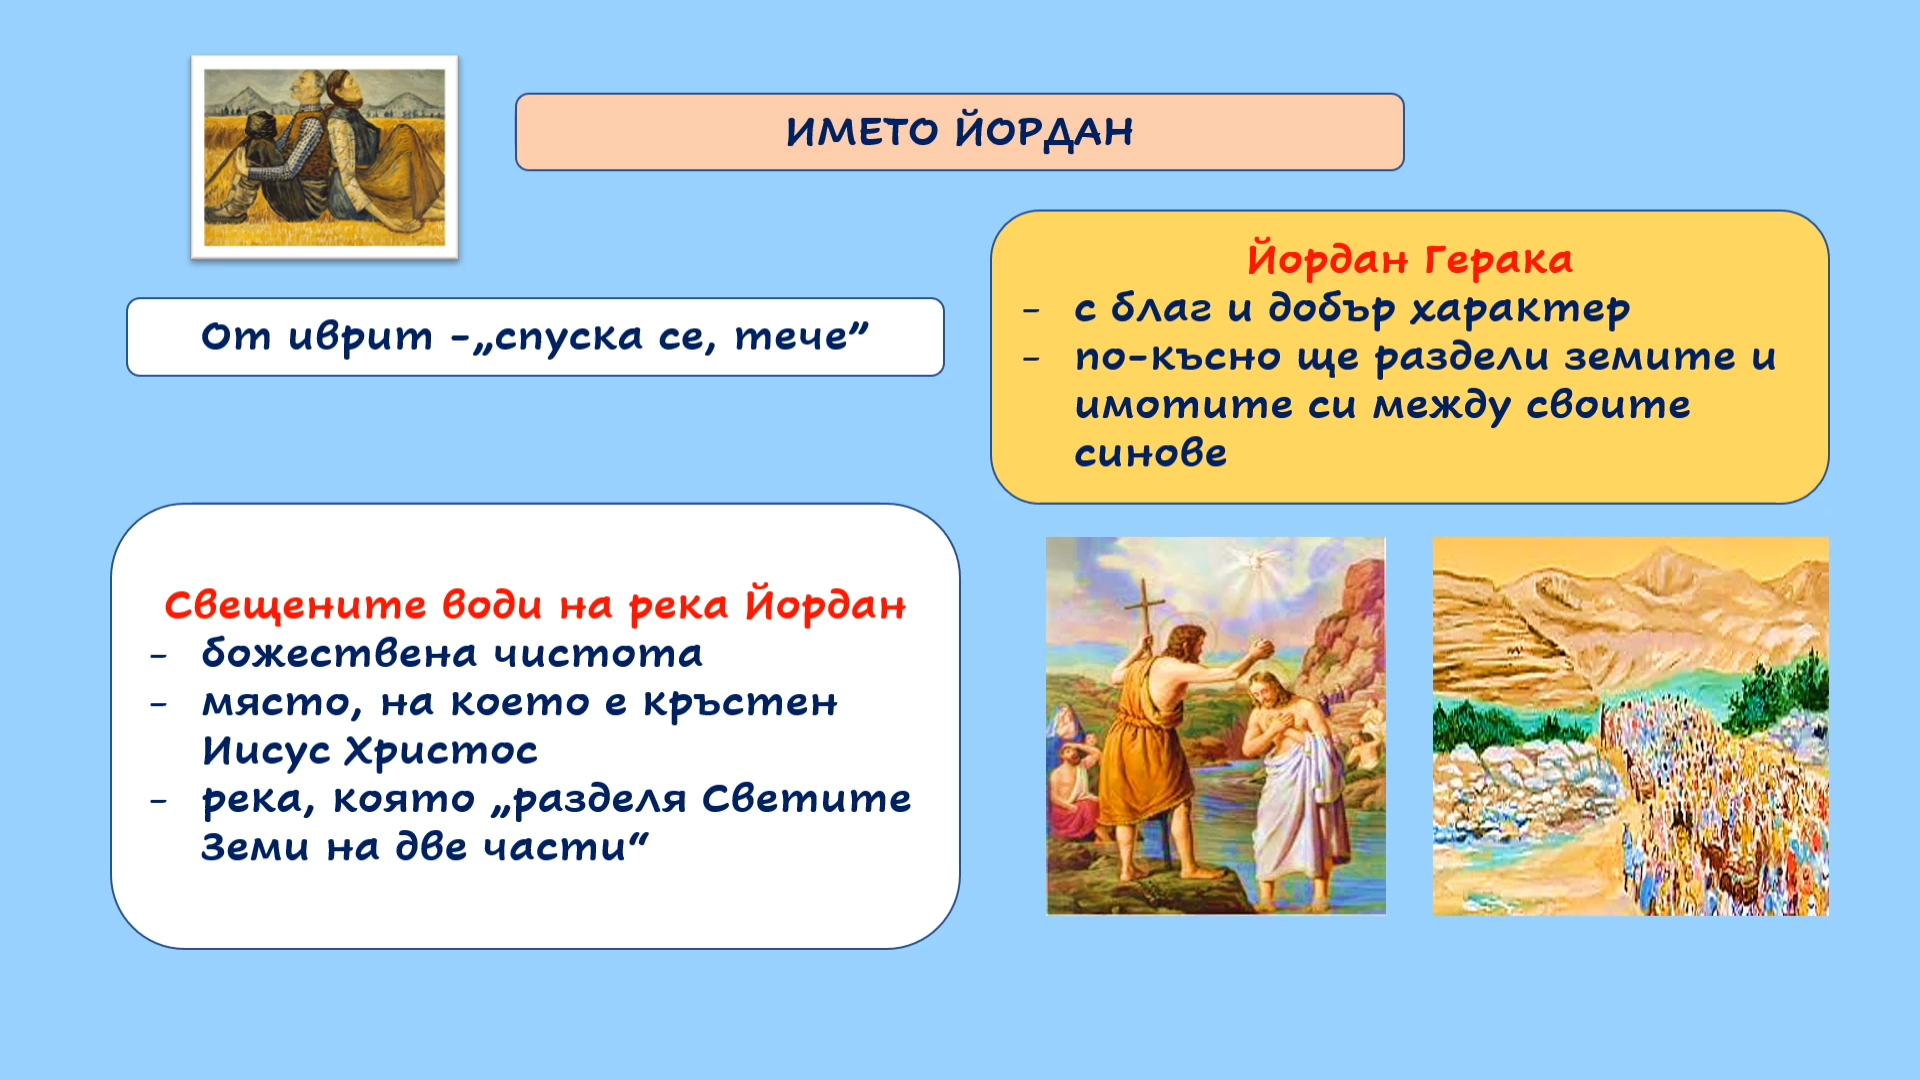 ИМЕТО ЙОРДАН
От иврит -„спуска се, тече”
Йордан Герака
- с благ и добър характер
- по-късно ще раздели земите и
имотите си между своите
синове
Свещените води на река Йордан
- божествена чистота
- място, на което е кръстен
Иисус Христос
- река, която „разделя Светите
Земи на две части“